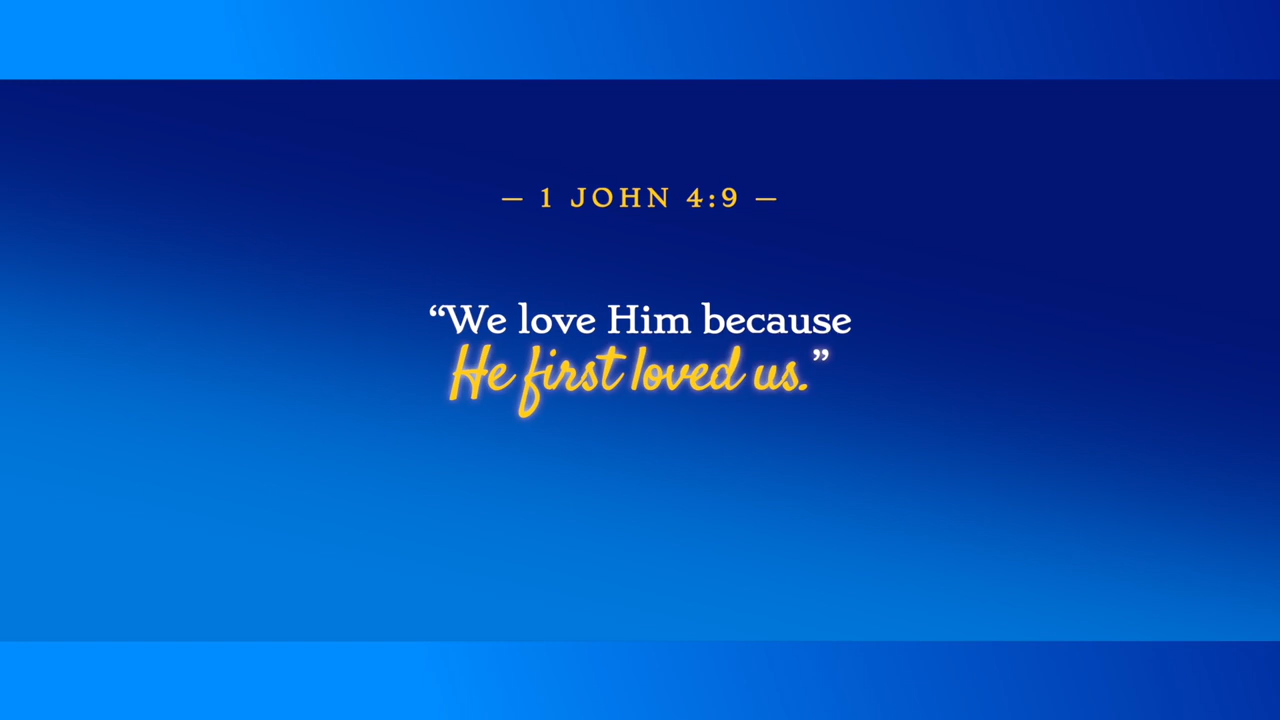 — 1 JOHN 4:9 —
“We love Him because
He first loved us.”